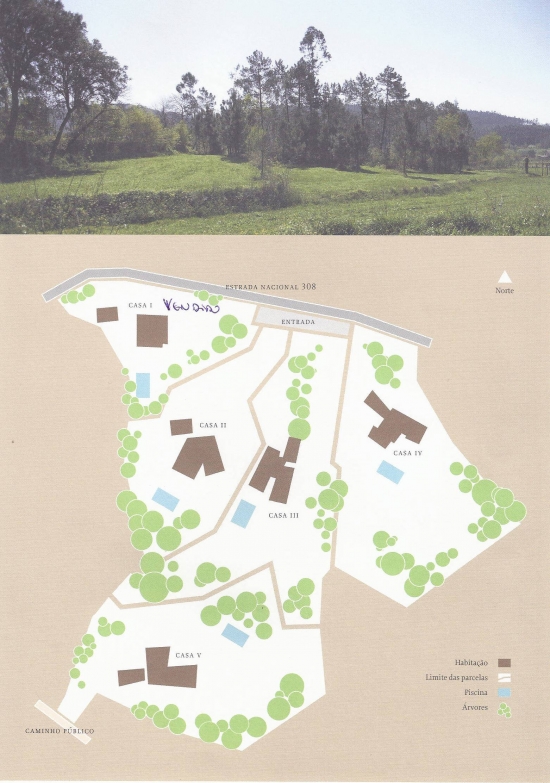 ESTRADA NACIONAL 308
Norte
CASA I
ENTRADA
CASA II
CASA IV
CASA III
CASA V
Habitação
Limite das parcelas
Piscina
Árvores
CAMINHO PÚBLICO